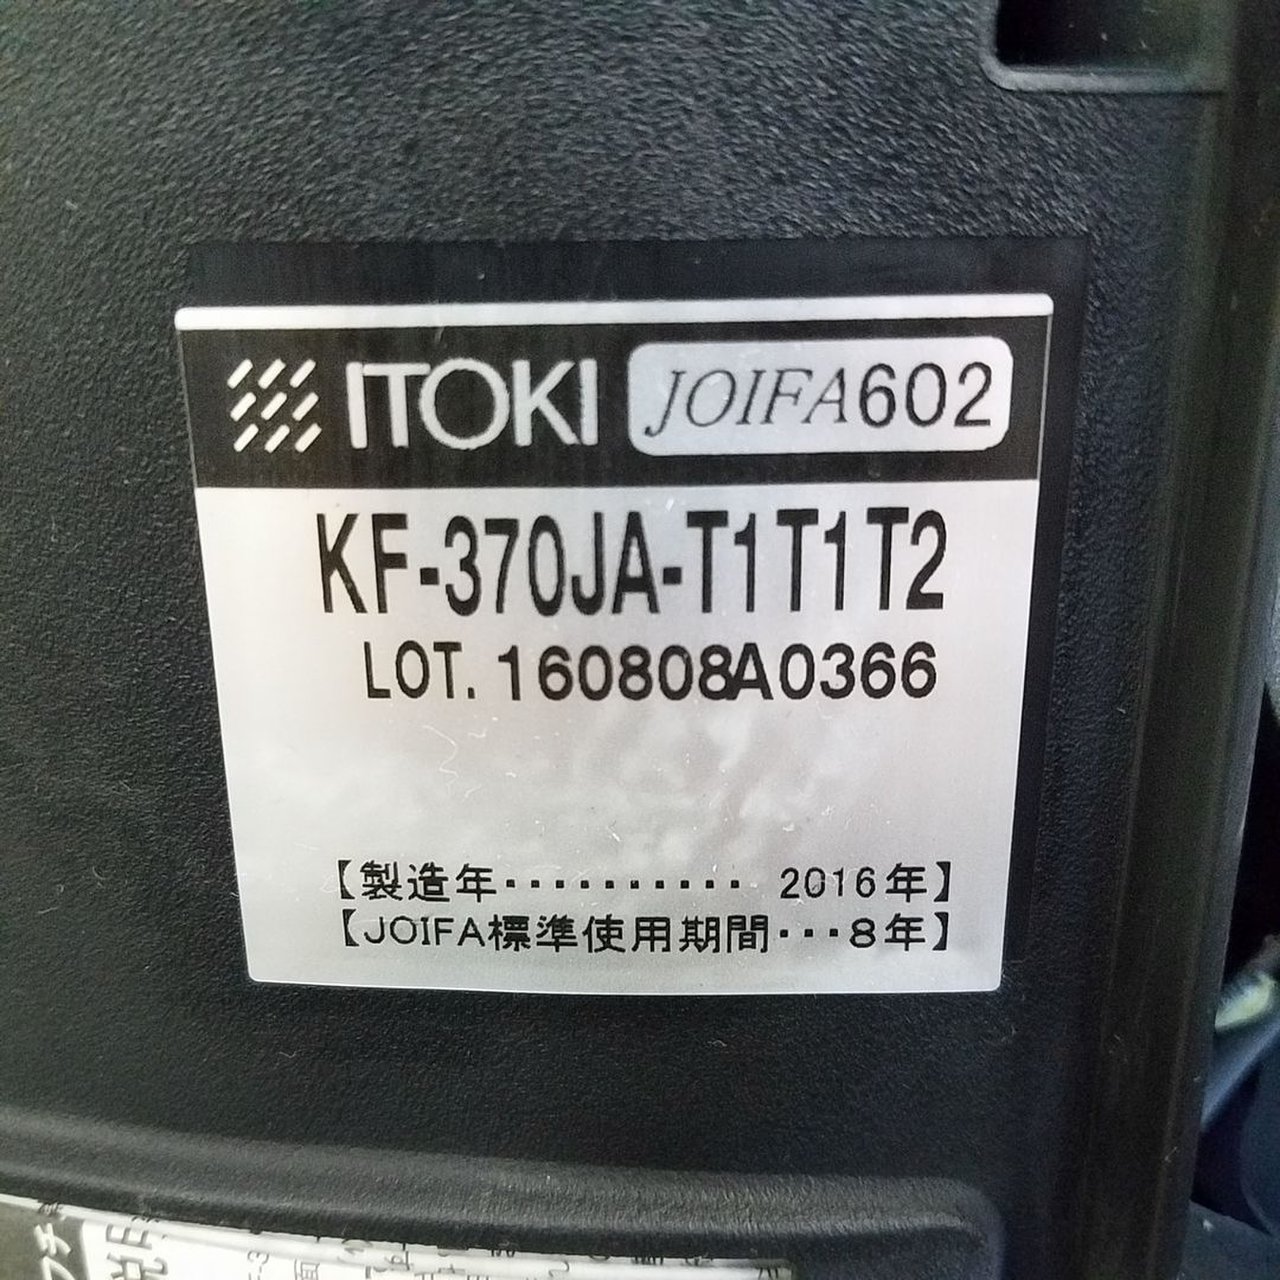 ITOKI JOIFA602
KF-370JA-T1T1T2
LOT. 160808A0366
【製造年・・・・・・・・・・ 2016年】
【JOIFA標準使用期間・・・8年】